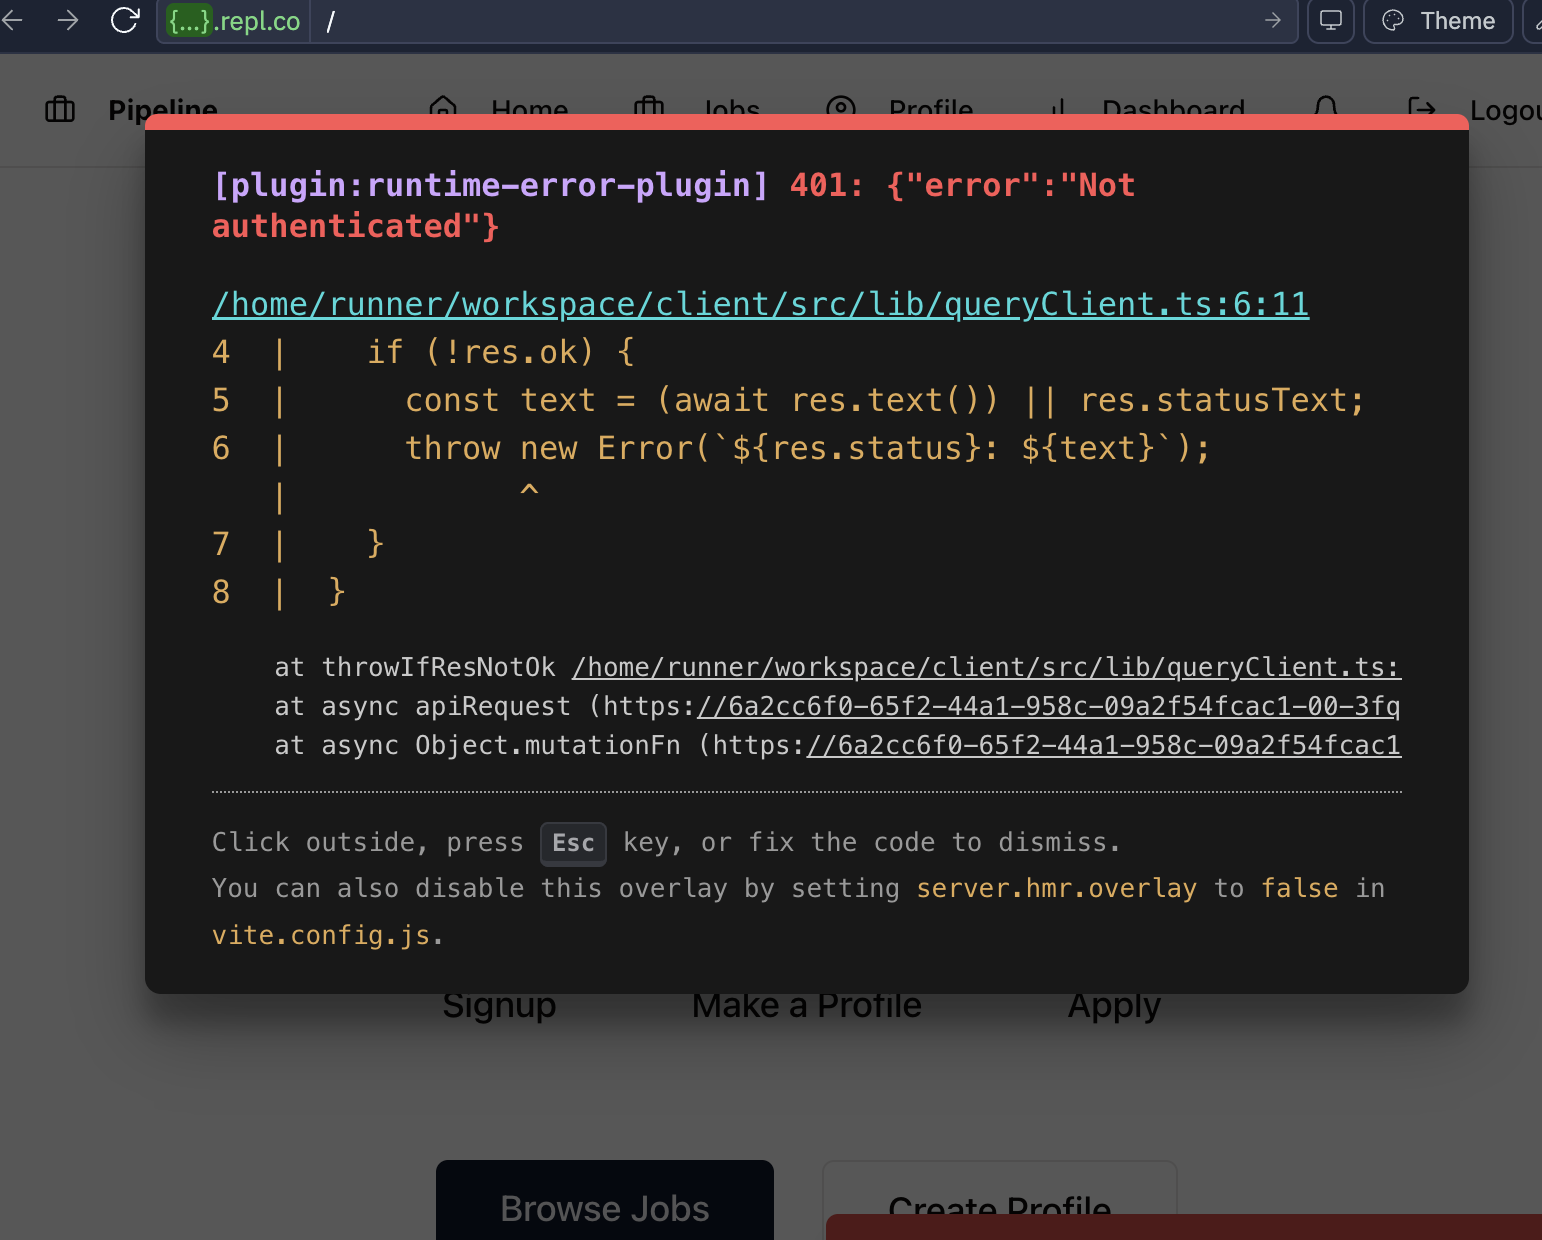 {...}.repl.co /
Theme
Pipeline Home Jobs Profile Dashboard Logou
[plugin:runtime-error-plugin] 401: {"error":"Not
authenticated"}
/home/runner/workspace/client/src/lib/queryClient.ts:6:11
4 | if (!res.ok) {
5 | const text = (await res.text()) || res.statusText;
6 | throw new Error(`${res.status}: ${text}`);
| ^
7 | }
8 | }
at throwIfResNotOk /home/runner/workspace/client/src/lib/queryClient.ts:
at async apiRequest (https://6a2cc6f0-65f2-44a1-958c-09a2f54fcac1-00-3fq
at async Object.mutationFn (https://6a2cc6f0-65f2-44a1-958c-09a2f54fcac1
Click outside, press Esc key, or fix the code to dismiss.
You can also disable this overlay by setting server.hmr.overlay to false in
vite.config.js.
Signup Make a Profile Apply
Browse Jobs Create Profile